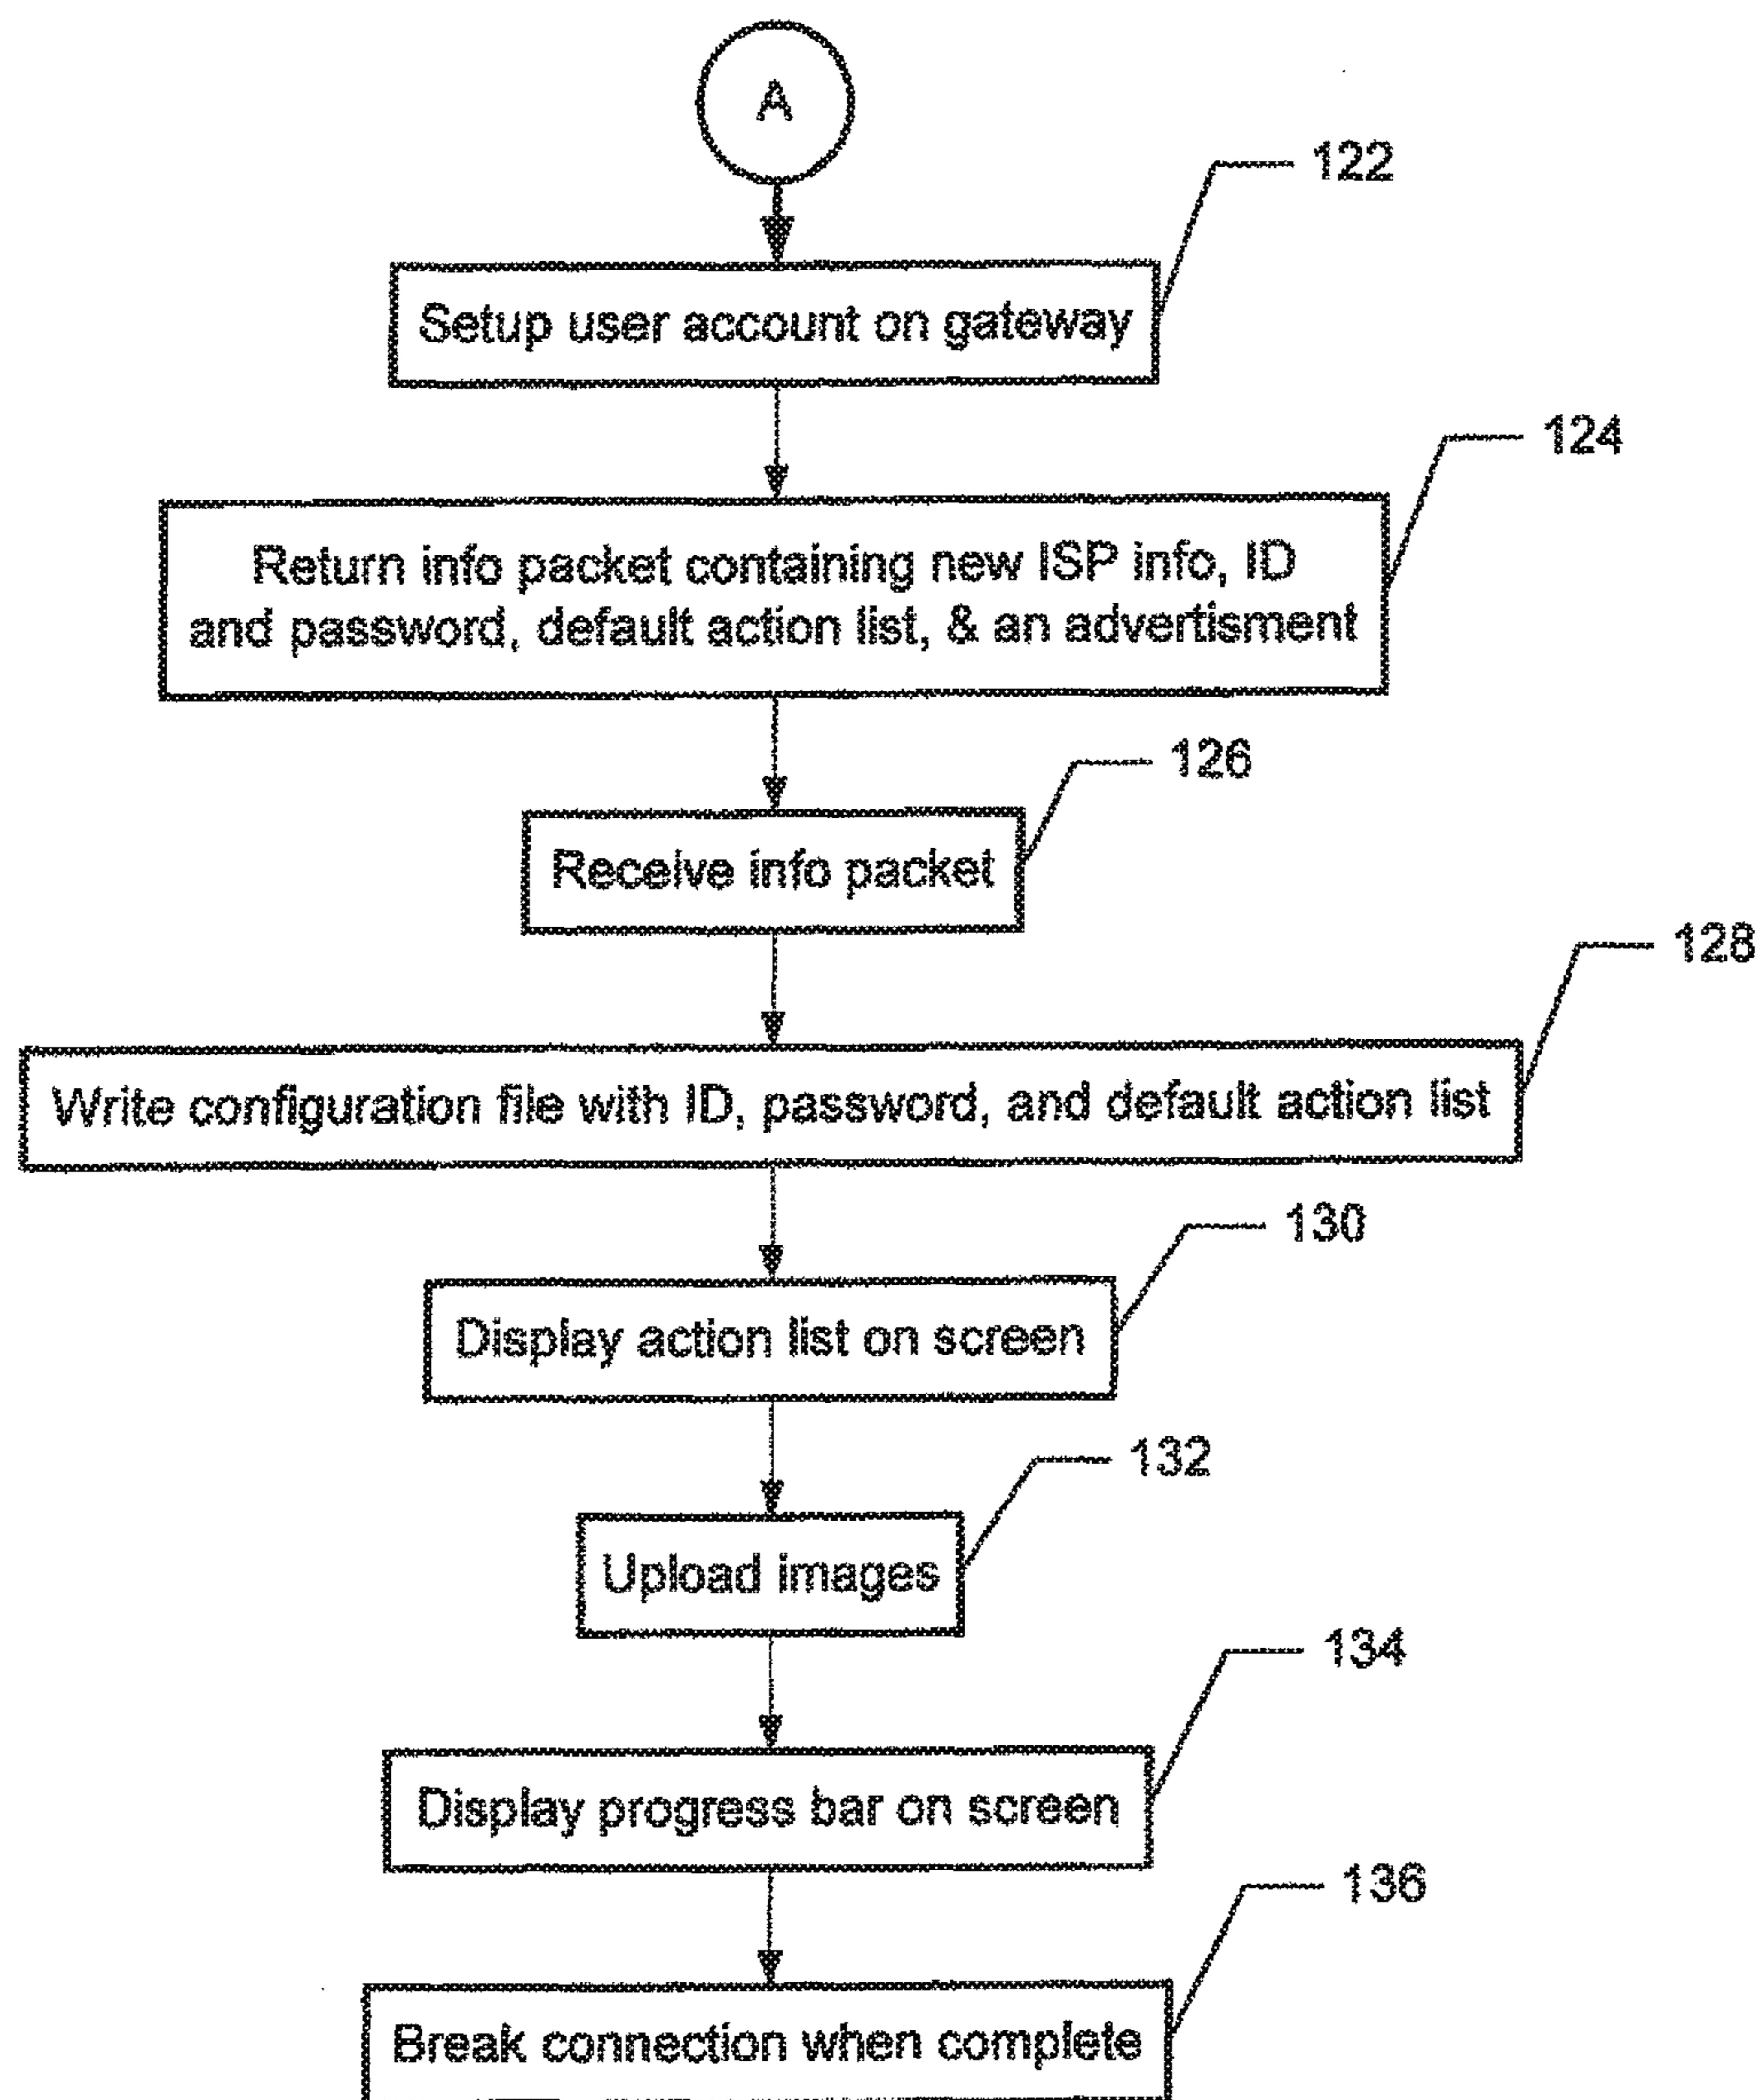 A
122
Setup user account on gateway
124
Return info packet containing new ISP info, ID
and password, default action list, & an advertisment
126
Receive info packet
128
Write configuration file with ID, password, and default action list
130
Display action list on screen
132
Upload images
134
Display progress bar on screen
136
Break connection when complete